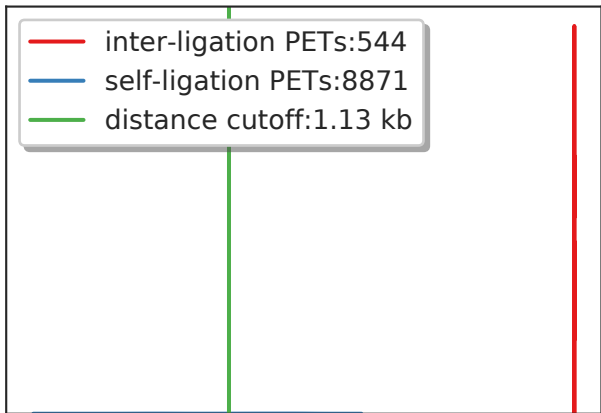 inter-ligation PETs:544
self-ligation PETs:8871
distance cutoff:1.13 kb